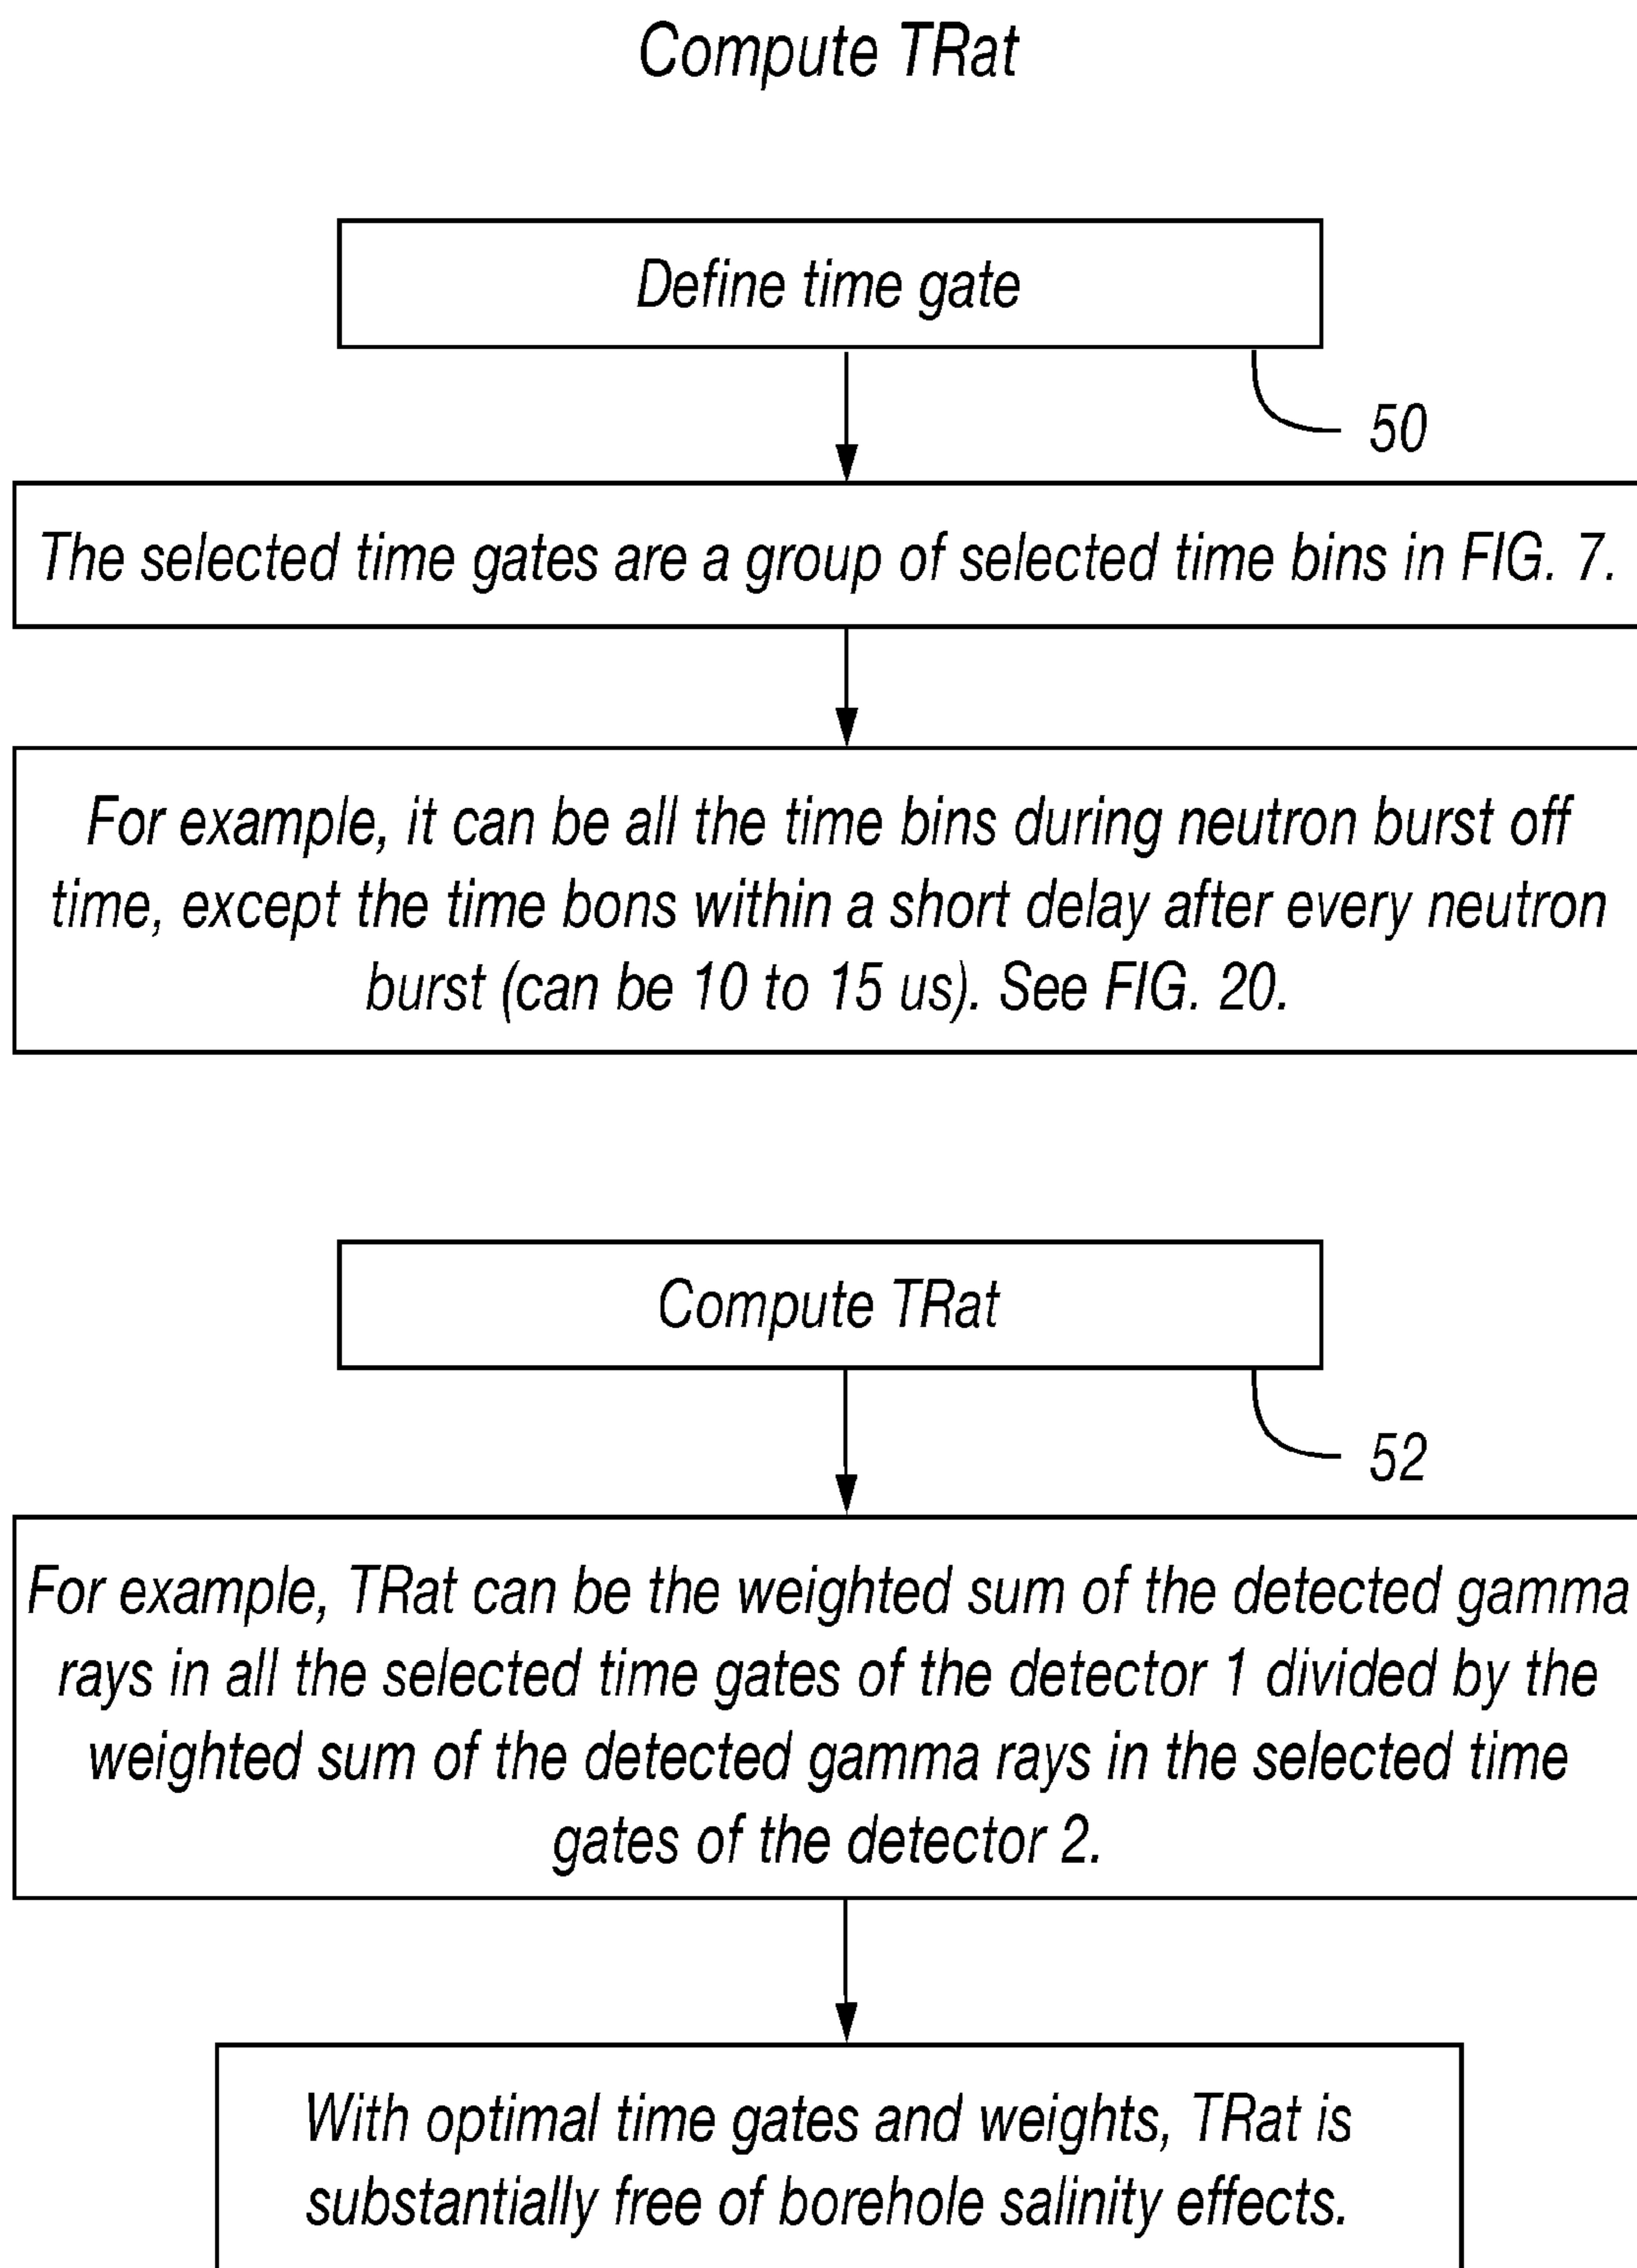 Compute TRat
Define time gate
50
The selected time gates are a group of selected time bins in FIG. 7.
For example, it can be all the time bins during neutron burst off
time, except the time bons within a short delay after every neutron
burst (can be 10 to 15 us). See FIG. 20.
Compute TRat
52
For example, TRat can be the weighted sum of the detected gamma
rays in all the selected time gates of the detector 1 divided by the
weighted sum of the detected gamma rays in the selected time
gates of the detector 2.
With optimal time gates and weights, TRat is
substantially free of borehole salinity effects.